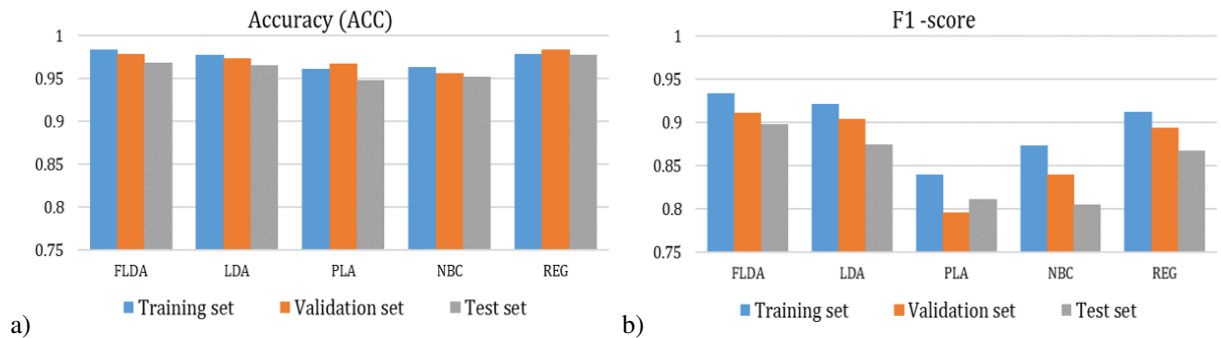 Accuracy (ACC)
1
0.95
0.9
0.85
0.8
0.75
FLDA LDA PLA NBC REG
Training set Validation set Test set
a)
F1 -score
1
0.95
0.9
0.85
0.8
0.75
FLDA LDA PLA NBC REG
Training set Validation set Test set
b)